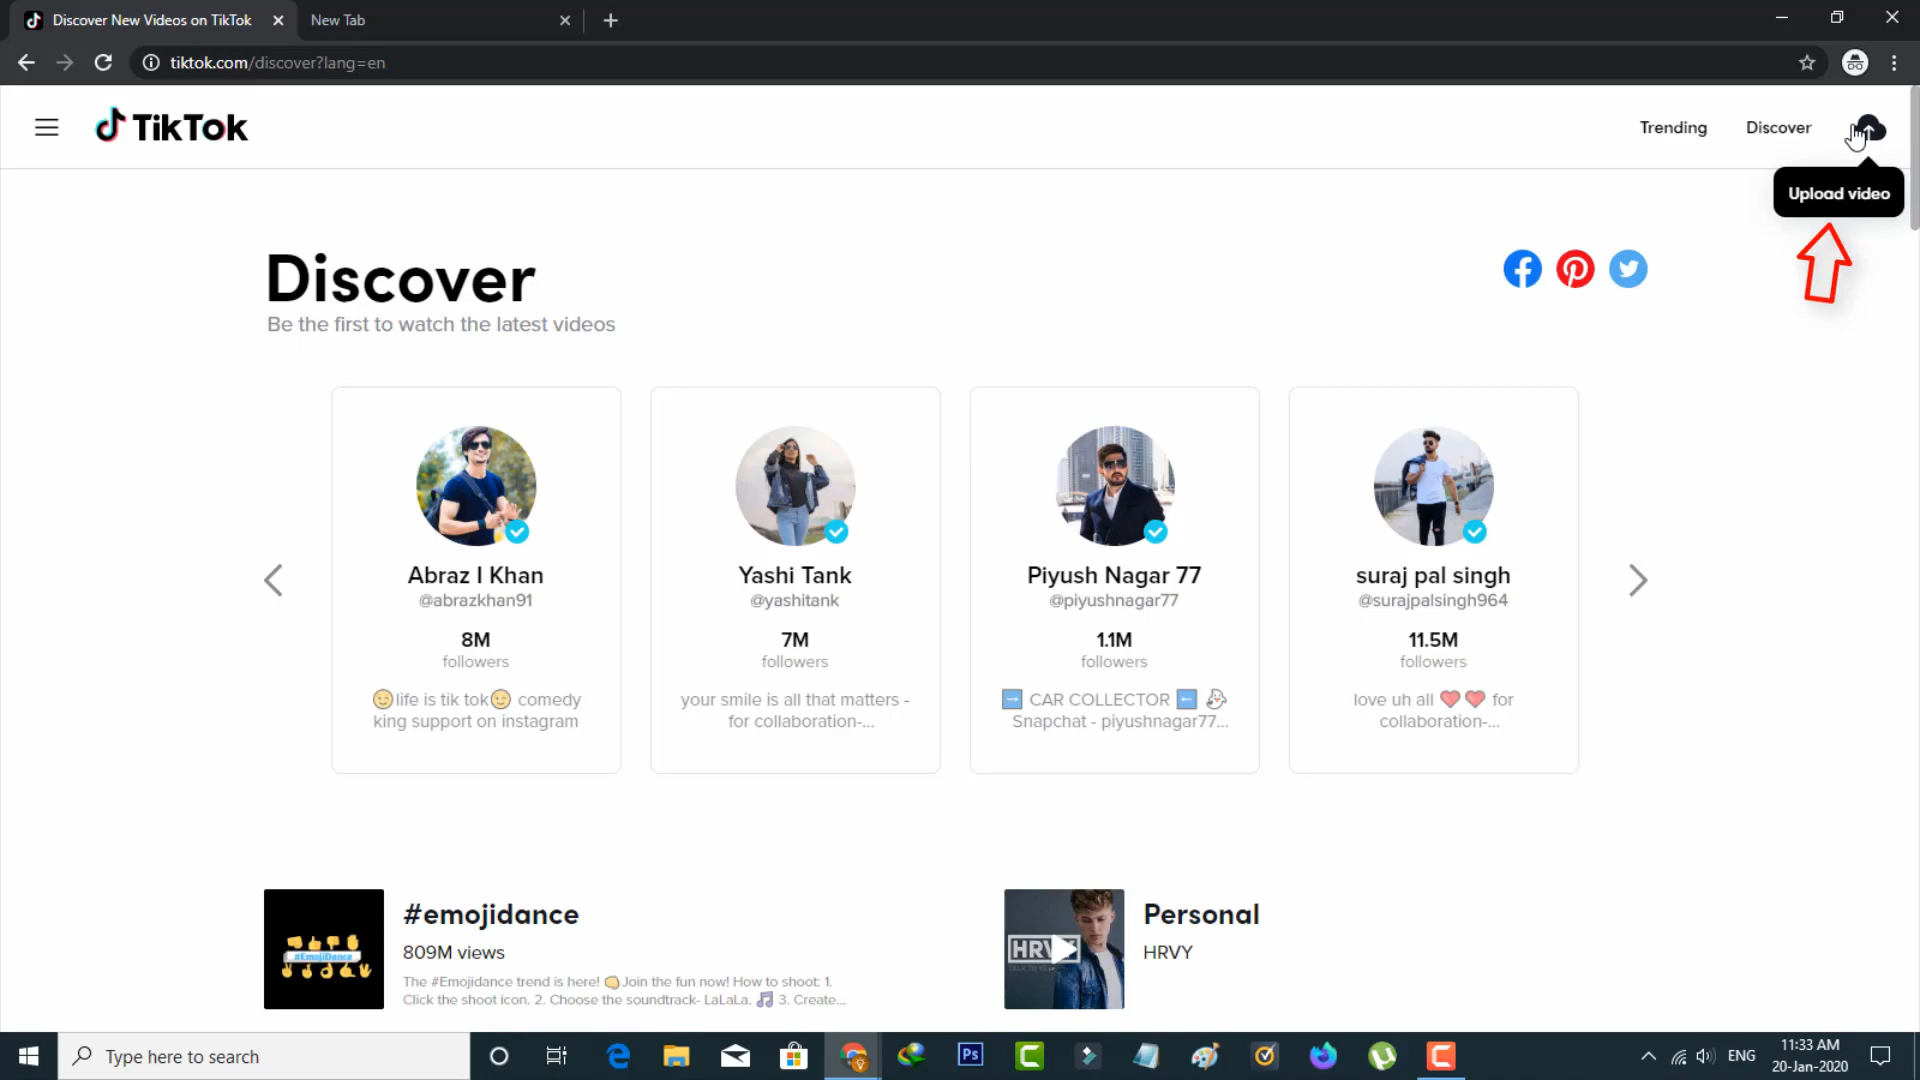 Discover New Videos on TikTok
New Tab
tiktok.com/discover?lang=en
TikTok
Trending
Discover
Upload video
Discover
Be the first to watch the latest videos
Abraz I Khan
@abrazkhan91
8M
followers
😉life is tik tok😉 comedy
king support on instagram
Yashi Tank
@yashitank
7M
followers
your smile is all that matters -
for collaboration-...
Piyush Nagar 77
@piyushnagar77
1.1M
followers
➡️ CAR COLLECTOR ⬅️ 👻
Snapchat - piyushnagar77...
suraj pal singh
@surajpalsingh964
11.5M
followers
love uh all ❤️❤️ for
collaboration-...
#EmojiDance
#emojidance
809M views
The #Emojidance trend is here! 👊Join the fun now! How to shoot: 1.
Click the shoot icon. 2. Choose the soundtrack- LaLaLa. 🎵 3. Create...
HRVY
Personal
HRVY
Type here to search
Ps
ENG
11:33 AM
20-Jan-2020